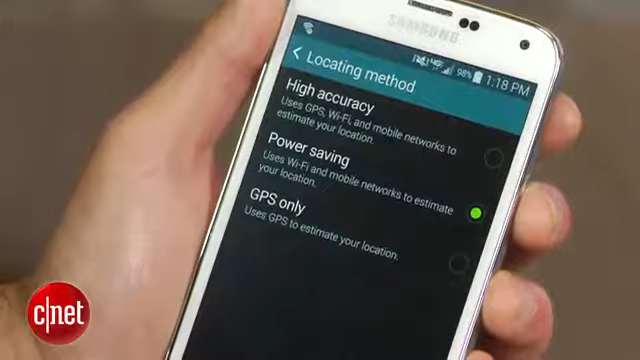 SAMSUNG
98% 1:18 PM
Locating method
High accuracy
Uses GPS, Wi-Fi, and mobile networks to
estimate your location.
Power saving
Uses Wi-Fi and mobile networks to estimate
your location.
GPS only
Uses GPS to estimate your location.
c|net